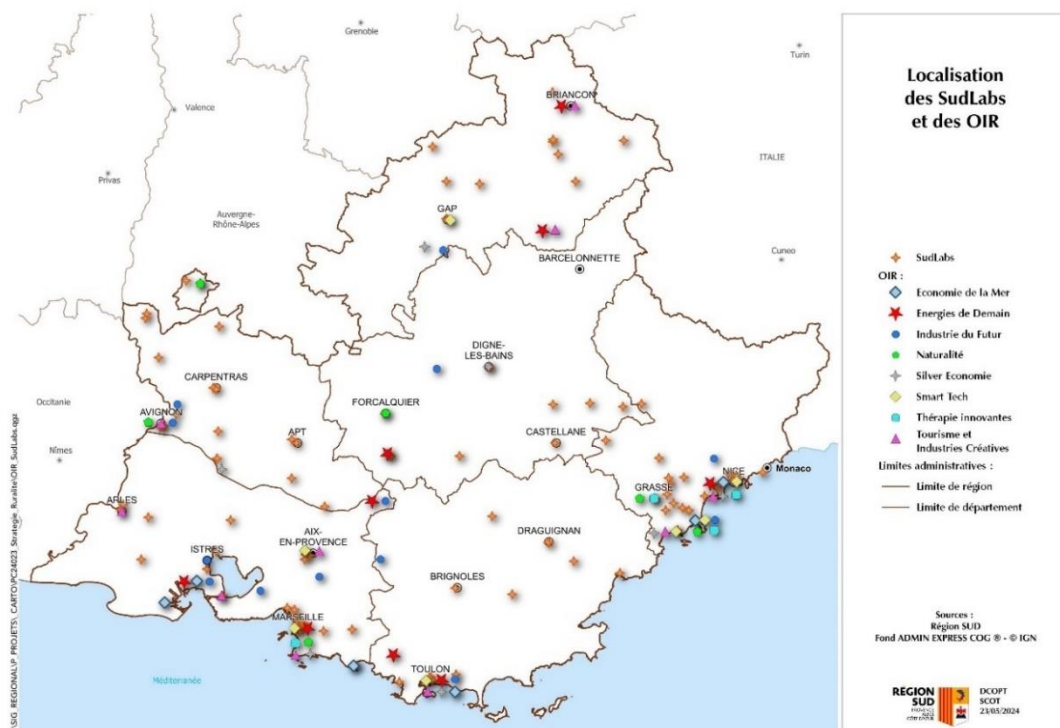 Grenoble
Turin
BRIANCON
Valence
Privas
ITALIE
Auvergne-
Rhône-Alpes
GAP
BARCELONNETTE
Cuneo
DIGNE-
LES-BAINS
CARPENTRAS
Occitanie
AVIGNON
FORCALQUIER
APT
CASTELLANE
Nîmes
NICE
Monaco
GRASSE
ARLES
AIX-
EN-PROVENCE
DRAGUIGNAN
ISTRES
BRIGNOLES
MARSEILLE
TOULON
Méditerranée
Localisation
des SudLabs
et des OIR
SudLabs
OIR :
Economie de la Mer
Energies de Demain
Industrie du Futur
Naturalité
Silver Economie
Smart Tech
Thérapie innovantes
Tourisme et
Industries Créatives
Limites administratives :
Limite de région
Limite de département
Sources :
Région SUD
Fond ADMIN EXPRESS COG ® - © IGN
RÉGION
SUD
DCOPT
SCOT
23/05/2024